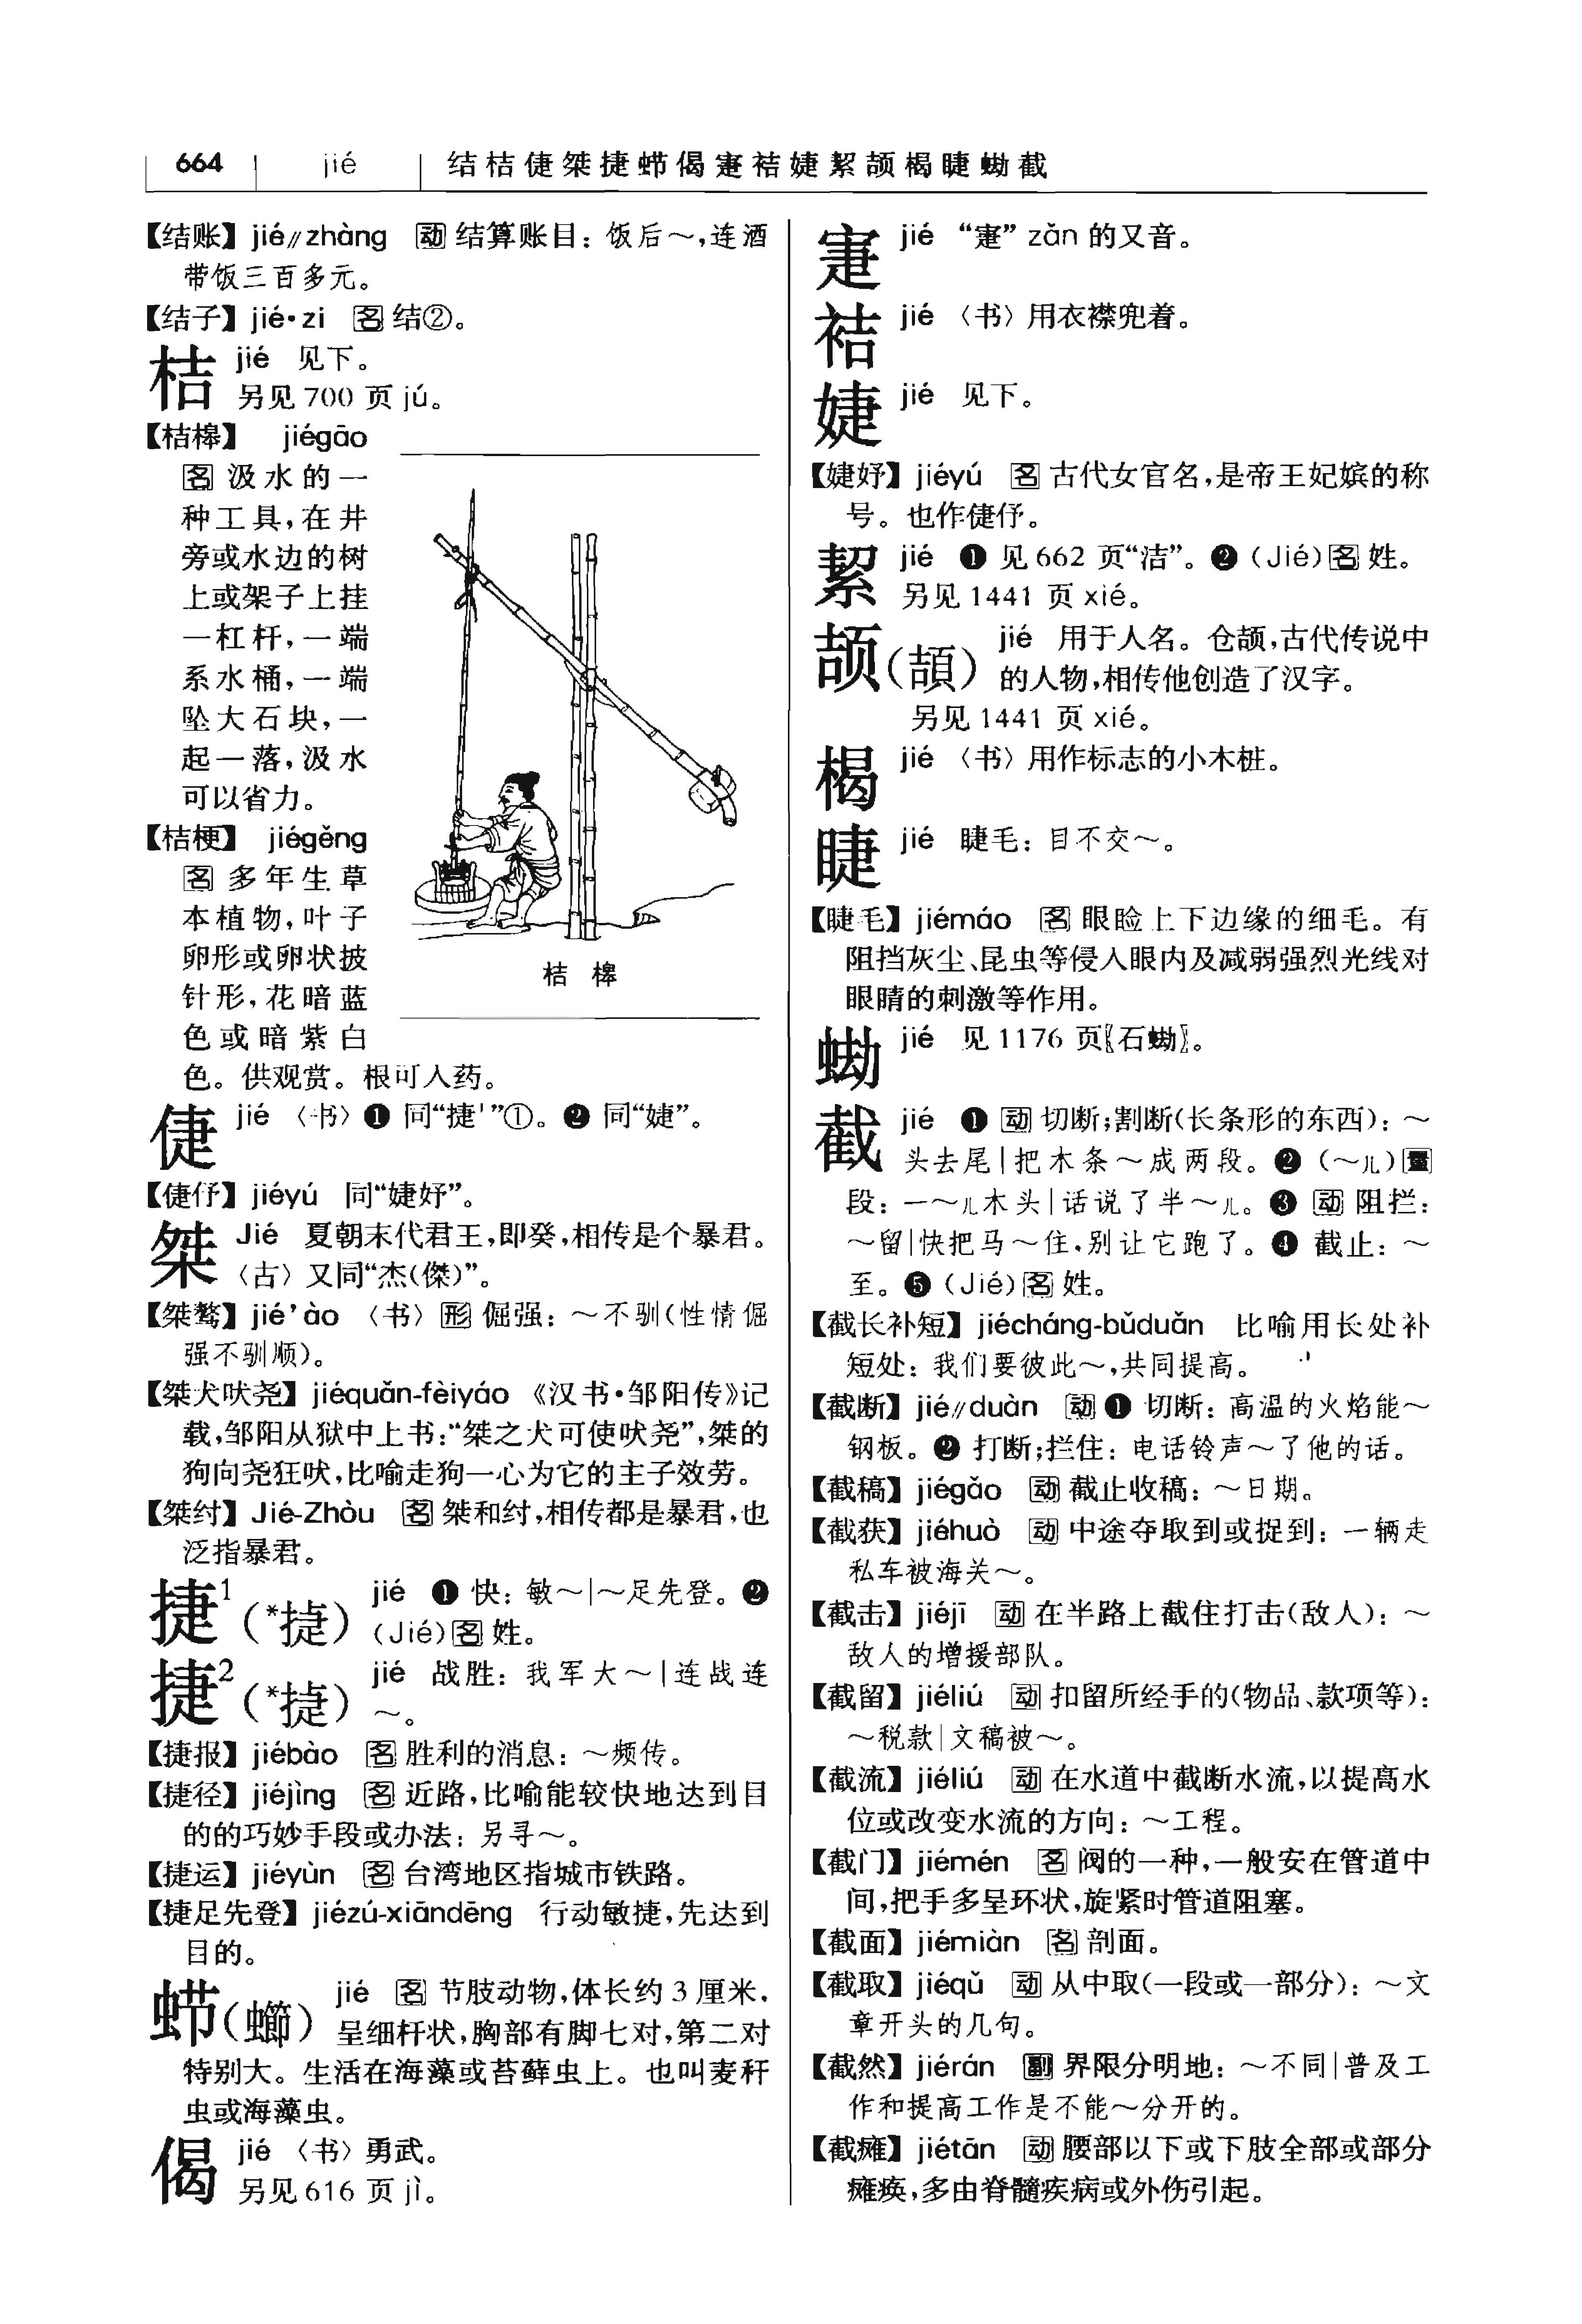 664 jié 结桔倢桀捷蠞偈寁袺婕絜颉楬睫蜐截
【结账】jié∥zhàng 动 结算账目：饭后～，连酒
带饭三百多元。
【结子】jié·zi 名 结②。
桔 jié 见下。
另见 700 页 jú。
【桔槔】 jiégāo
名 汲水的一
种工具，在井
旁或水边的树
上或架子上挂
一杠杆，一端
系水桶，一端
坠大石块，一
起一落，汲水
可以省力。
桔 槔
【桔梗】 jiégěng
名 多年生草
本植物，叶子
卵形或卵状披
针形，花暗蓝
色或暗紫白
色。供观赏。根可入药。
倢 jié 〈书〉❶ 同“捷¹”①。❷ 同“婕”。
【倢伃】jiéyú 同“婕妤”。
桀 Jié 夏朝末代君王，即癸，相传是个暴君。
〈古〉又同“杰(傑)”。
【桀骜】jié’ào 〈书〉形 倔强：～不驯(性情倔
强不驯顺)。
【桀犬吠尧】jiéquǎn-fèiyáo 《汉书·邹阳传》记
载，邹阳从狱中上书：“桀之犬可使吠尧”，桀的
狗向尧狂吠，比喻走狗一心为它的主子效劳。
【桀纣】Jié-Zhòu 名 桀和纣，相传都是暴君，也
泛指暴君。
捷¹(*㨗) jié ❶ 快：敏～|～足先登。❷
(Jié)名 姓。
捷²(*㨗) jié 战胜：我军大～|连战连
～。
【捷报】jiébào 名 胜利的消息：～频传。
【捷径】jiéjìng 名 近路，比喻能较快地达到目
的的巧妙手段或办法：另寻～。
【捷运】jiéyùn 名 台湾地区指城市铁路。
【捷足先登】jiézú-xiāndēng 行动敏捷，先达到
目的。
(蠞) jié 名 节肢动物，体长约 3 厘米，
呈细杆状，胸部有脚七对，第二对
特别大。生活在海藻或苔藓虫上。也叫麦秆
虫或海藻虫。
偈 jié 〈书〉勇武。
另见 616 页 jì。
寁 jié “寁” zǎn 的又音。
袺 jié 〈书〉用衣襟兜着。
婕 jié 见下。
【婕妤】jiéyú 名 古代女官名，是帝王妃嫔的称
号。也作倢伃。
絜 jié ❶ 见 662 页“洁”。❷ (Jié)名 姓。
另见 1441 页 xié。
颉(頡) jié 用于人名。仓颉，古代传说中
的人物，相传他创造了汉字。
另见 1441 页 xié。
楬 jié 〈书〉用作标志的小木桩。
睫 jié 睫毛：目不交～。
【睫毛】jiémáo 名 眼睑上下边缘的细毛。有
阻挡灰尘、昆虫等侵入眼内及减弱强烈光线对
眼睛的刺激等作用。
蜐 jié 见 1176 页〖石蜐〗。
截 jié ❶ 动 切断；割断(长条形的东西)：～
头去尾|把木条～成两段。❷ (～儿)量
段：一～儿木头|话说了半～儿。❸ 动 阻拦：
～留|快把马～住，别让它跑了。❹ 截止：～
至。❺ (Jié)名 姓。
【截长补短】jiécháng-bǔduǎn 比喻用长处补
短处：我们要彼此～，共同提高。
【截断】jié∥duàn 动 ❶ 切断：高温的火焰能～
钢板。❷ 打断；拦住：电话铃声～了他的话。
【截稿】jiégǎo 动 截止收稿：～日期。
【截获】jiéhuò 动 中途夺取到或捉到：一辆走
私车被海关～。
【截击】jiéjī 动 在半路上截住打击(敌人)：～
敌人的增援部队。
【截留】jiéliú 动 扣留所经手的(物品、款项等)：
～税款|文稿被～。
【截流】jiéliú 动 在水道中截断水流，以提高水
位或改变水流的方向：～工程。
【截门】jiémén 名 阀的一种，一般安在管道中
间，把手多呈环状，旋紧时管道阻塞。
【截面】jiémiàn 名 剖面。
【截取】jiéqǔ 动 从中取(一段或一部分)：～文
章开头的几句。
【截然】jiérán 副 界限分明地：～不同|普及工
作和提高工作是不能～分开的。
【截瘫】jiétān 动 腰部以下或下肢全部或部分
瘫痪，多由脊髓疾病或外伤引起。